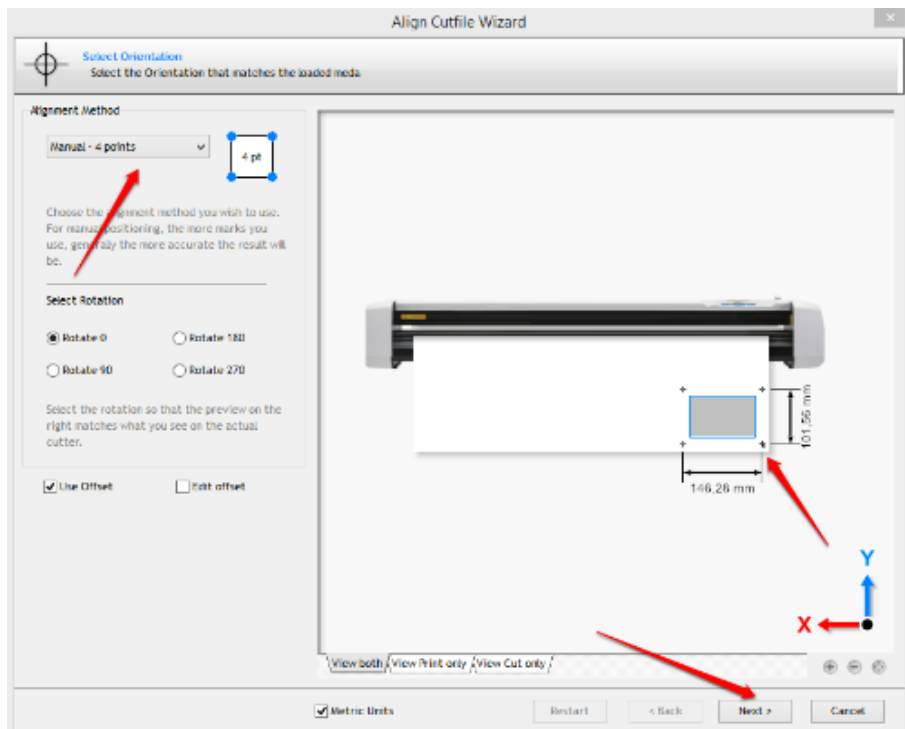 Align Cutfile Wizard
Select Orientation
Select the Orientation that matches the loaded meda
Alignment Method
Manual - 4 points
4 pt
Choose the alignment method you wish to use.
For manual positioning, the more marks you
use, generally the more accurate the result will
be.
Select Rotation
Rotate 0
Rotate 180
Rotate 90
Rotate 270
Select the rotation so that the preview on the
right matches what you see on the actual
cutter.
Use Offset
Edit offset
101,56 mm
146,28 mm
Y
X
View both
View Print only
View Cut only
Metric Units
Restart
< Back
Next >
Cancel